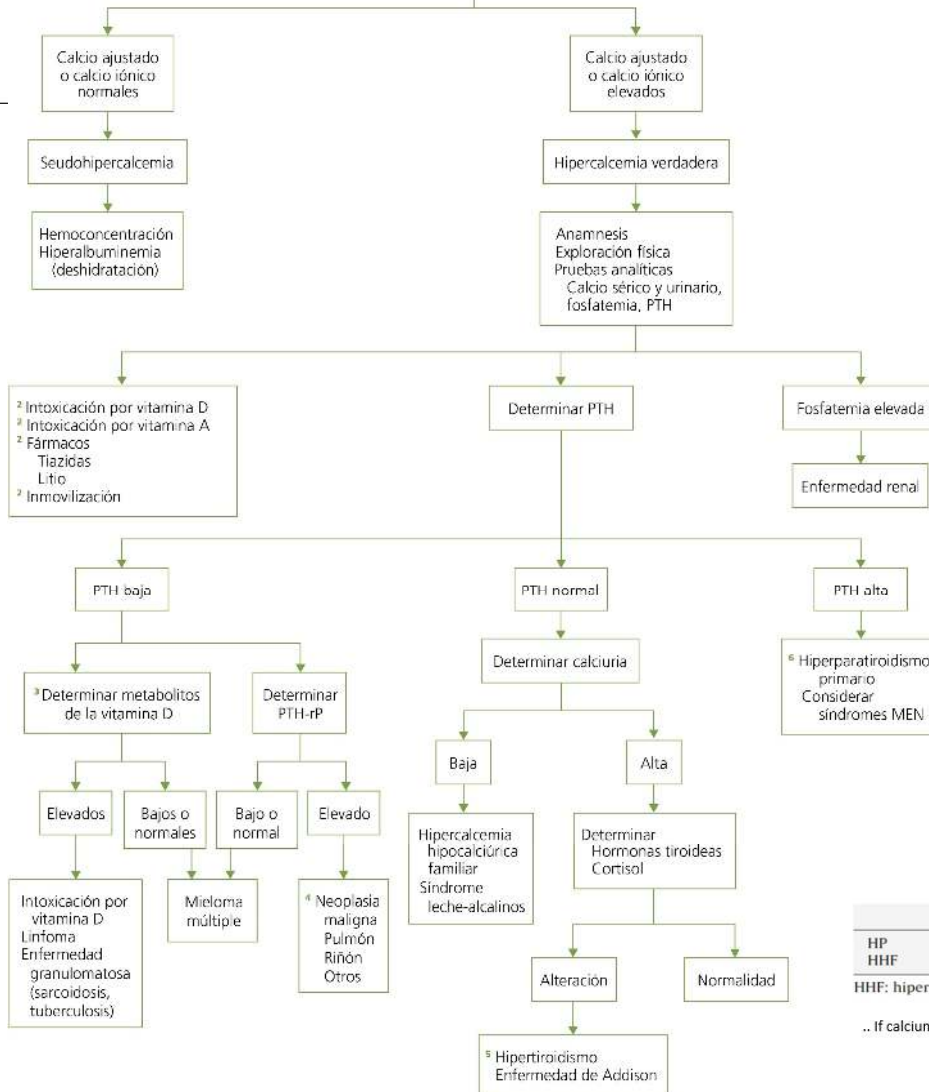 Calcio ajustado
o calcio iónico
normales
Calcio ajustado
o calcio iónico
elevados
Seudohipercalcemia
Hipercalcemia verdadera
Hemoconcentración
Hiperalbuminemia
(deshidratación)
Anamnesis
Exploración física
Pruebas analíticas
Calcio sérico y urinario,
fosfatemia, PTH
² Intoxicación por vitamina D
² Intoxicación por vitamina A
² Fármacos
Tiazidas
Litio
² Inmovilización
Determinar PTH
Fosfatemia elevada
Enfermedad renal
PTH baja
PTH normal
PTH alta
³ Determinar metabolitos
de la vitamina D
Determinar
PTH-rP
Determinar calciuria
⁶ Hiperparatiroidismo
primario
Considerar
síndromes MEN
Elevados
Bajos o
normales
Bajo o
normal
Elevado
Baja
Alta
Intoxicación por
vitamina D
Linfoma
Enfermedad
granulomatosa
(sarcoidosis,
tuberculosis)
Mieloma
múltiple
⁴ Neoplasia
maligna
Pulmón
Riñón
Otros
Hipercalcemia
hipocalciúrica
familiar
Síndrome
leche-alcalinos
Determinar
Hormonas tiroideas
Cortisol
Alteración
Normalidad
⁵ Hipertiroidismo
Enfermedad de Addison
HP
HHF
HHF: hiper
.. If calciun